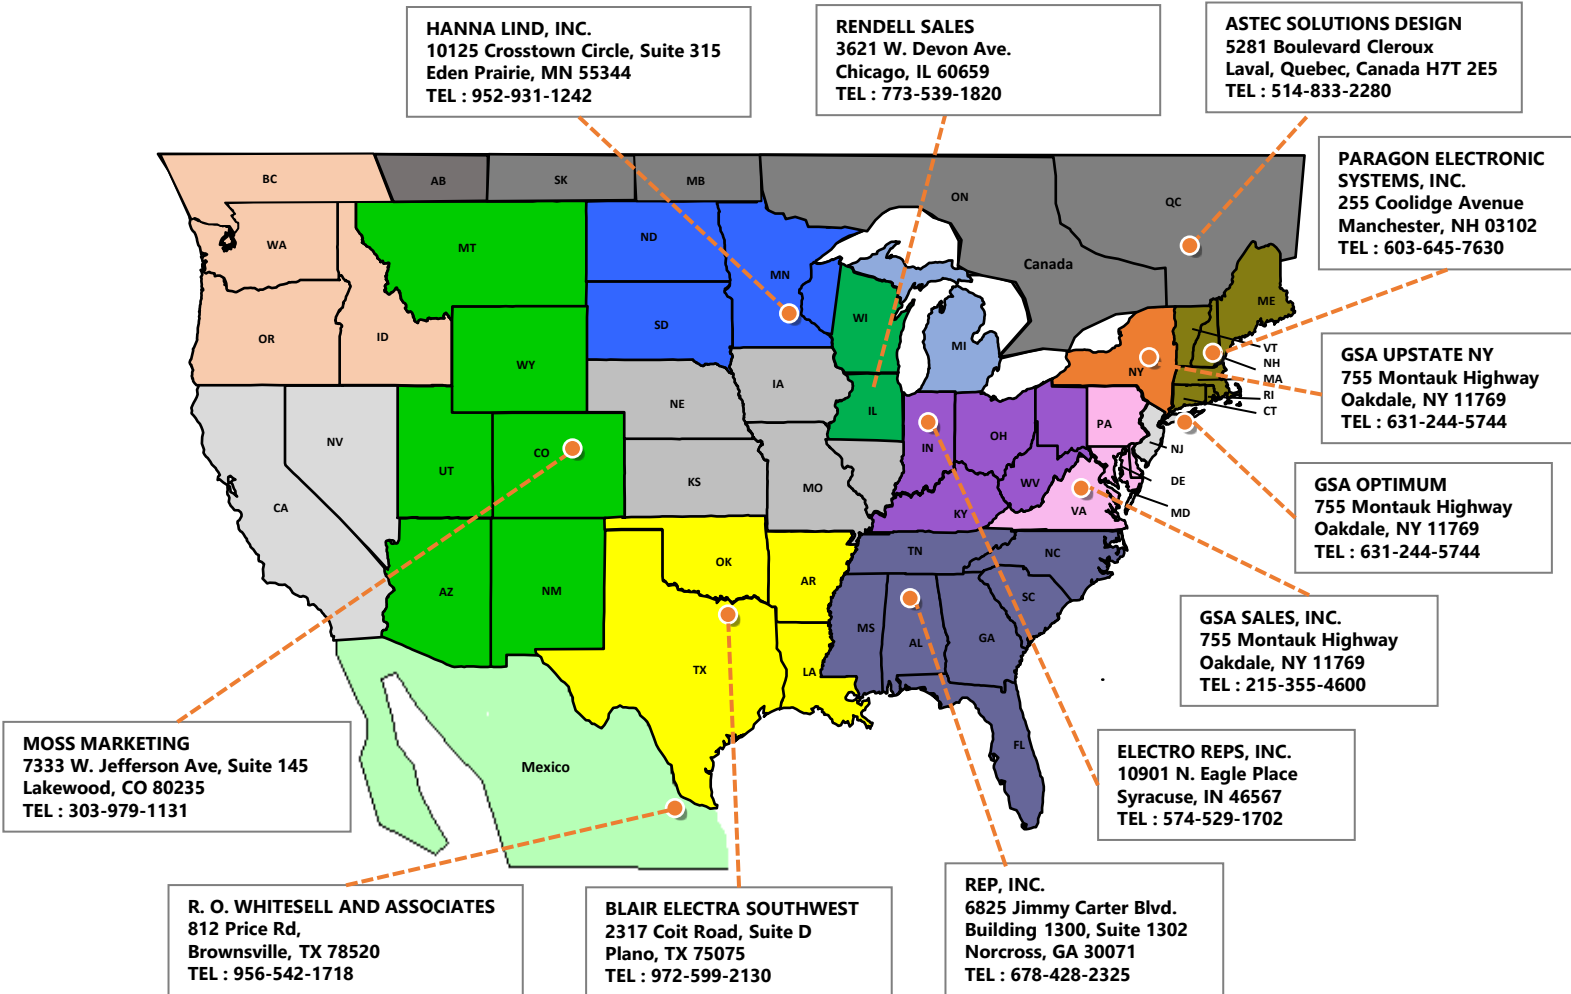 HANNA LIND, INC.
10125 Crosstown Circle, Suite 315
Eden Prairie, MN 55344
TEL : 952-931-1242
RENDELL SALES
3621 W. Devon Ave.
Chicago, IL 60659
TEL : 773-539-1820
ASTEC SOLUTIONS DESIGN
5281 Boulevard Cleroux
Laval, Quebec, Canada H7T 2E5
TEL : 514-833-2280
PARAGON ELECTRONIC
SYSTEMS, INC.
255 Coolidge Avenue
Manchester, NH 03102
TEL : 603-645-7630
GSA UPSTATE NY
755 Montauk Highway
Oakdale, NY 11769
TEL : 631-244-5744
GSA OPTIMUM
755 Montauk Highway
Oakdale, NY 11769
TEL : 631-244-5744
GSA SALES, INC.
755 Montauk Highway
Oakdale, NY 11769
TEL : 215-355-4600
ELECTRO REPS, INC.
10901 N. Eagle Place
Syracuse, IN 46567
TEL : 574-529-1702
REP, INC.
6825 Jimmy Carter Blvd.
Building 1300, Suite 1302
Norcross, GA 30071
TEL : 678-428-2325
BLAIR ELECTRA SOUTHWEST
2317 Coit Road, Suite D
Plano, TX 75075
TEL : 972-599-2130
R. O. WHITESELL AND ASSOCIATES
812 Price Rd,
Brownsville, TX 78520
TEL : 956-542-1718
MOSS MARKETING
7333 W. Jefferson Ave, Suite 145
Lakewood, CO 80235
TEL : 303-979-1131
BC
AB
SK
MB
ON
QC
Canada
WA
OR
ID
MT
WY
ND
SD
MN
WI
MI
IL
IA
NE
KS
MO
NV
CA
UT
CO
AZ
NM
OK
TX
AR
LA
IN
OH
KY
WV
PA
VA
NY
ME
VT
NH
MA
RI
CT
NJ
DE
MD
TN
NC
SC
MS
AL
GA
FL
Mexico